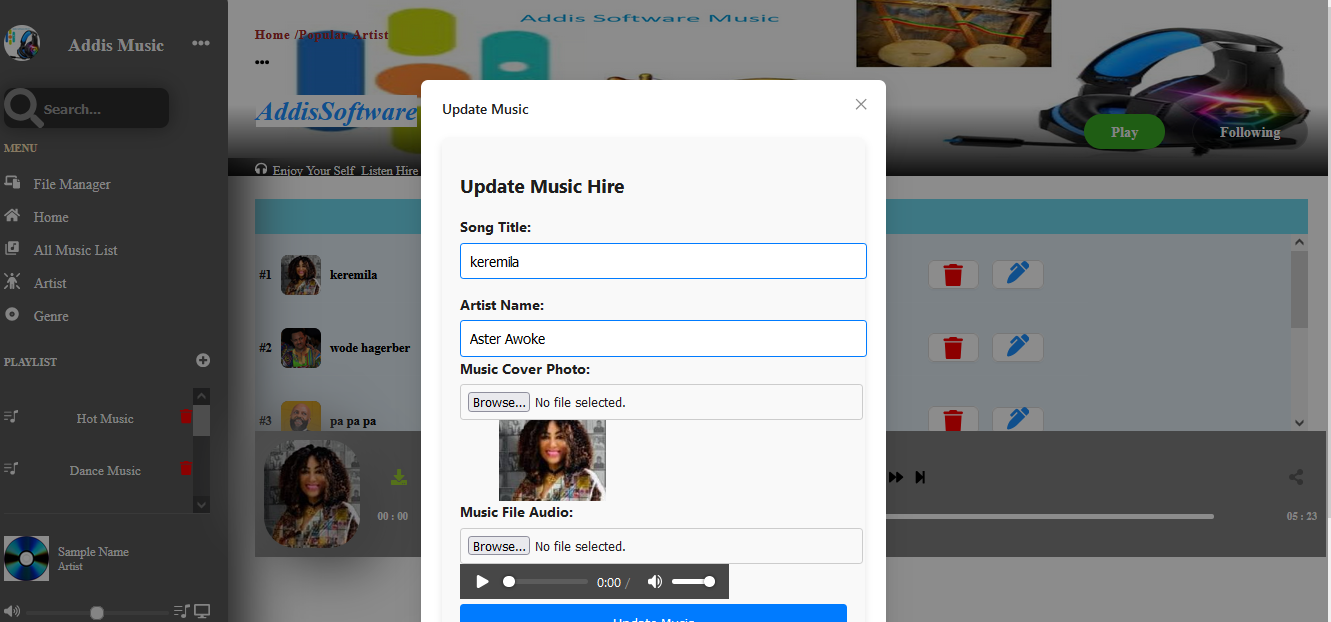 Addis Music
Search...
MENU
File Manager
Home
All Music List
Artist
Genre
PLAYLIST
Hot Music
Dance Music
Sample Name
Artist
Addis Software Music
Home /Popular Artist
AddisSoftware
Enjoy Your Self Listen Hire
Play
Following
#1 keremila
#2 wode hagerber
#3 pa pa pa
00 : 00
05 : 23
Update Music
Update Music Hire
Song Title:
keremila
Artist Name:
Aster Awoke
Music Cover Photo:
Browse... No file selected.
Music File Audio:
Browse... No file selected.
0:00 /
Update Music